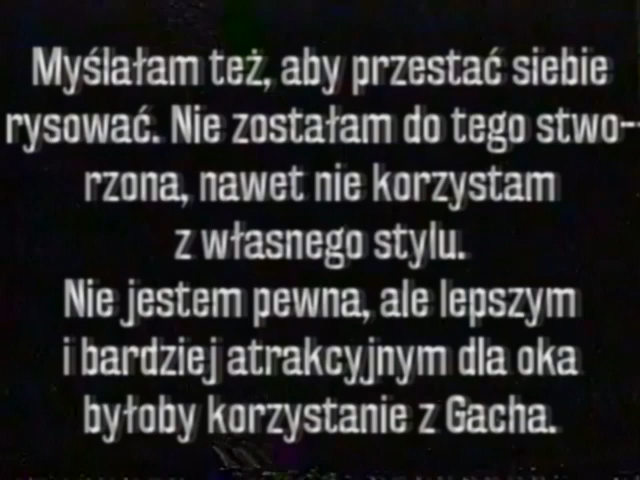 Myślałam też, aby przestać siebie
rysować. Nie zostałam do tego stwo--
rzona, nawet nie korzystam
z własnego stylu.
Nie jestem pewna, ale lepszym
i bardziej atrakcyjnym dla oka
byłoby korzystanie z Gacha.